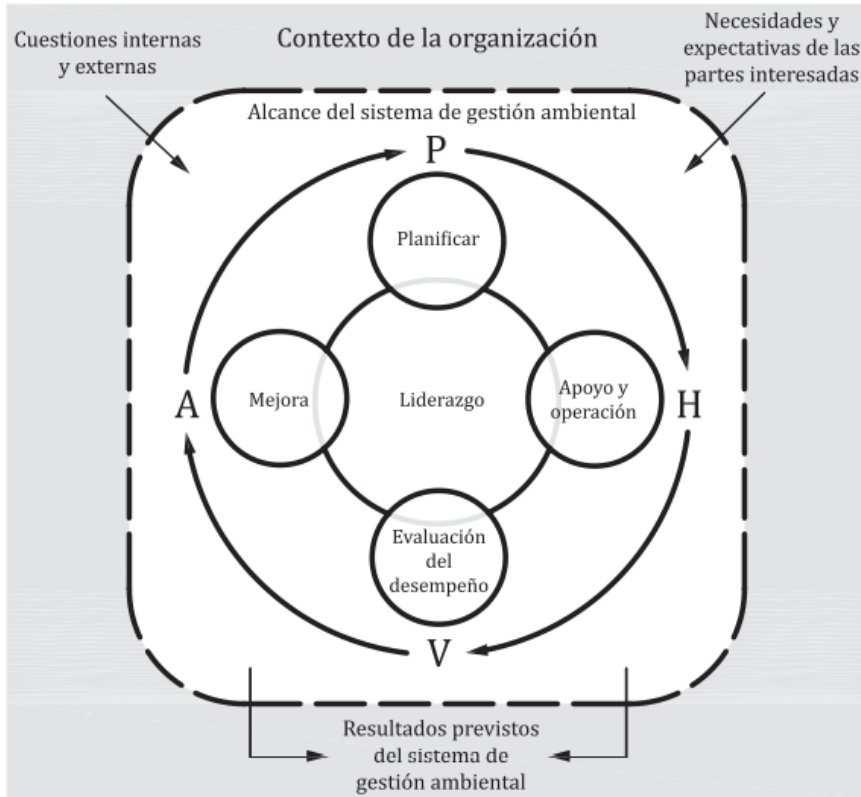 Cuestiones internas
y externas
Contexto de la organización
Necesidades y
expectativas de las
partes interesadas
Alcance del sistema de gestión ambiental
P
Planificar
A
Mejora
Liderazgo
Apoyo y
operación
H
Evaluación
del
desempeño
V
Resultados previstos
del sistema de
gestión ambiental